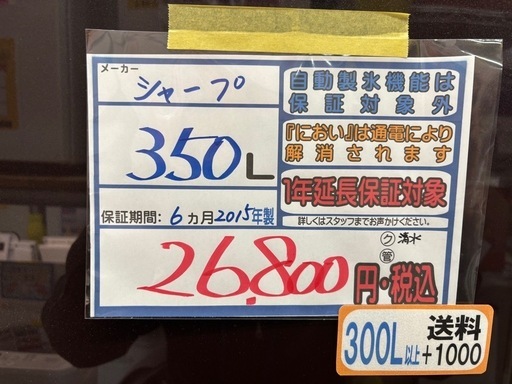 メーカー
シャープ
350L
保証期間: 6ヵ月 2015年製
自動製氷機能は
保証対象外
『におい』は通電により
解消されます
1年延長保証対象
詳しくはスタッフまでお声かけください。
ク 清水
管
26,800円・税込
300L以上
送料
+1000